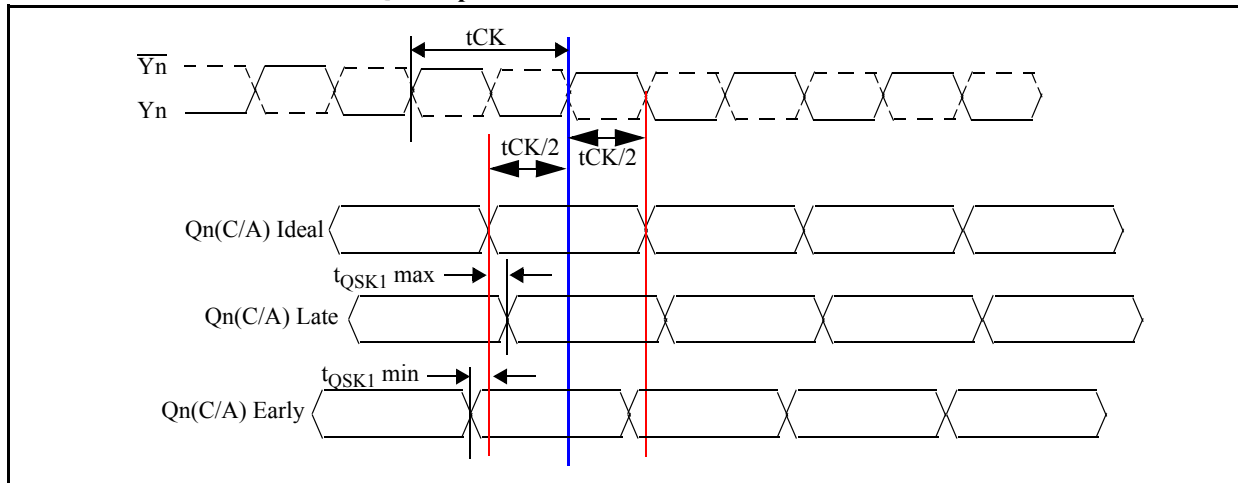 tCK
Yn
Yn
tCK/2
tCK/2
Qn(C/A) Ideal
tQSK1 max
Qn(C/A) Late
tQSK1 min
Qn(C/A) Early